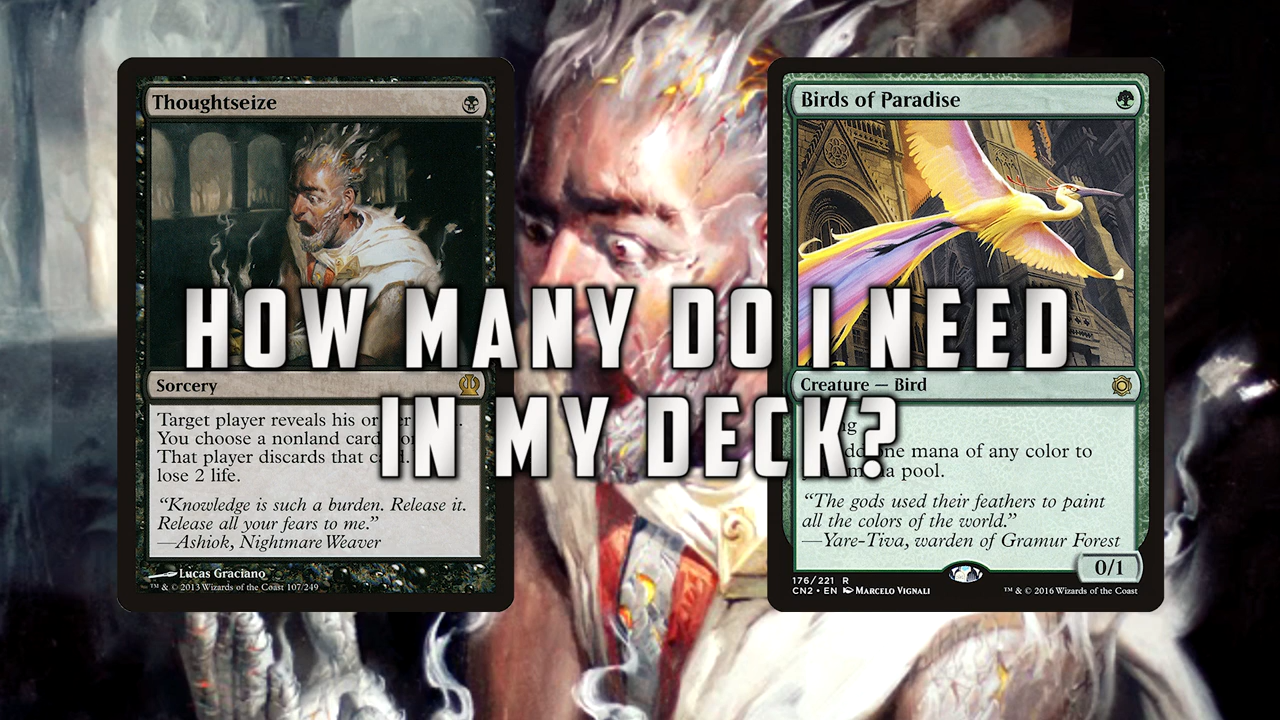 Thoughtseize
Sorcery
Target player reveals his or
You choose a nonland card
That player discards that card.
lose 2 life.
“Knowledge is such a burden. Release it.
Release all your fears to me.”
—Ashiok, Nightmare Weaver
Lucas Graciano
™ & © 2013 Wizards of the Coast 107/249
Birds of Paradise
Creature — Bird
one mana of any color to
pool.
“The gods used their feathers to paint
all the colors of the world.”
—Yare-Tiva, warden of Gramur Forest
0/1
176/221 R
CN2 • EN Marcelo Vignali
™ & © 2016 Wizards of the Coast
HOW MANY DO I NEED
IN MY DECK?